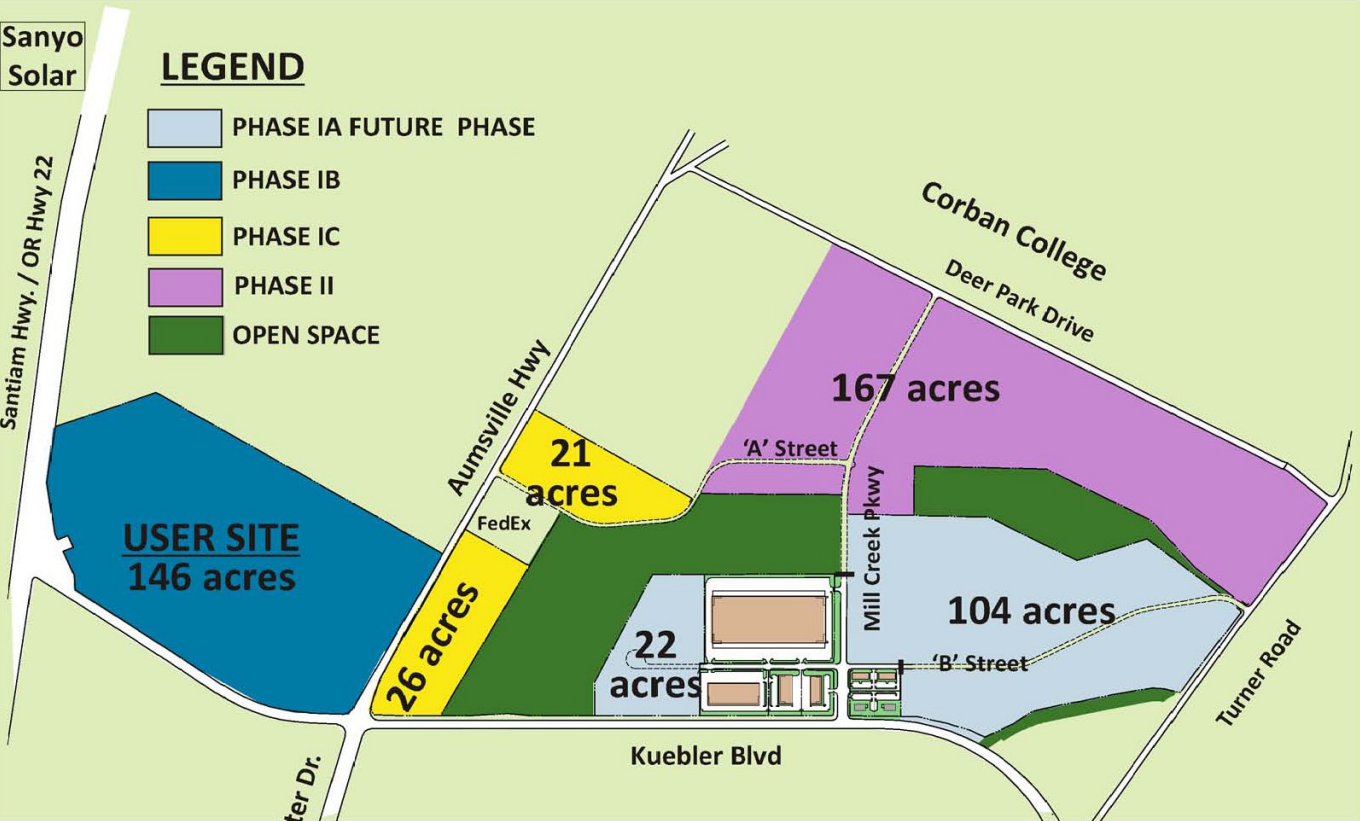 Sanyo
Solar
LEGEND
PHASE IA FUTURE PHASE
PHASE IB
PHASE IC
PHASE II
OPEN SPACE
Santiam Hwy. / OR Hwy 22
Corban College
Deer Park Drive
Aumsville Hwy
167 acres
'A' Street
21
acres
FedEx
Mill Creek Pkwy
USER SITE
146 acres
26 acres
22
acres
104 acres
'B' Street
Turner Road
Kuebler Blvd
ter Dr.